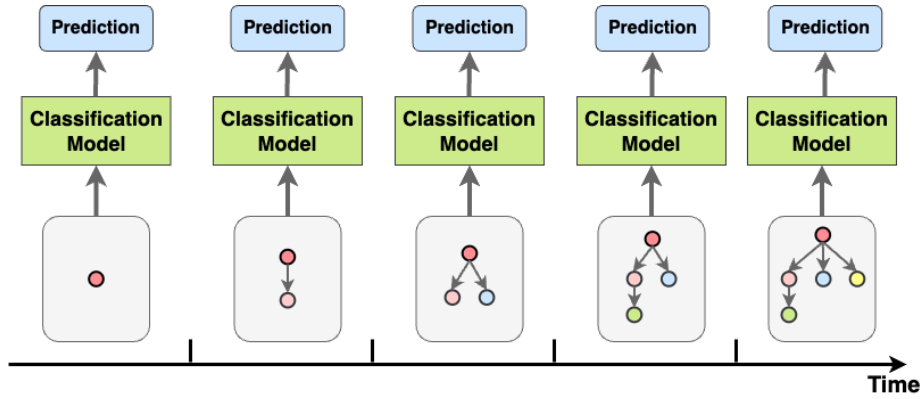 Prediction Prediction Prediction Prediction Prediction
Classification Classification Classification Classification Classification
Model Model Model Model Model
Time